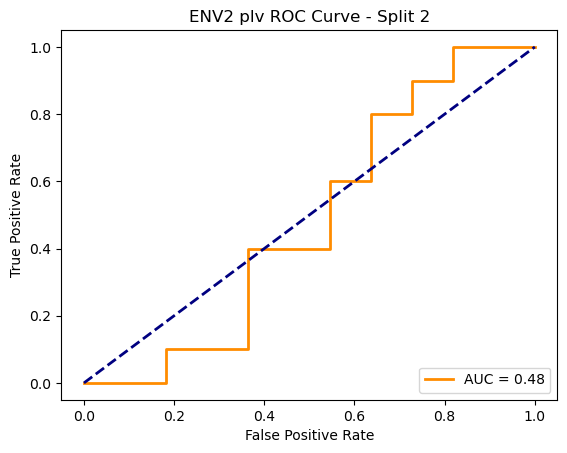 ENV2 plv ROC Curve - Split 2
True Positive Rate
1.0
0.8
0.6
0.4
0.2
0.0
0.0 0.2 0.4 0.6 0.8 1.0
False Positive Rate
AUC = 0.48